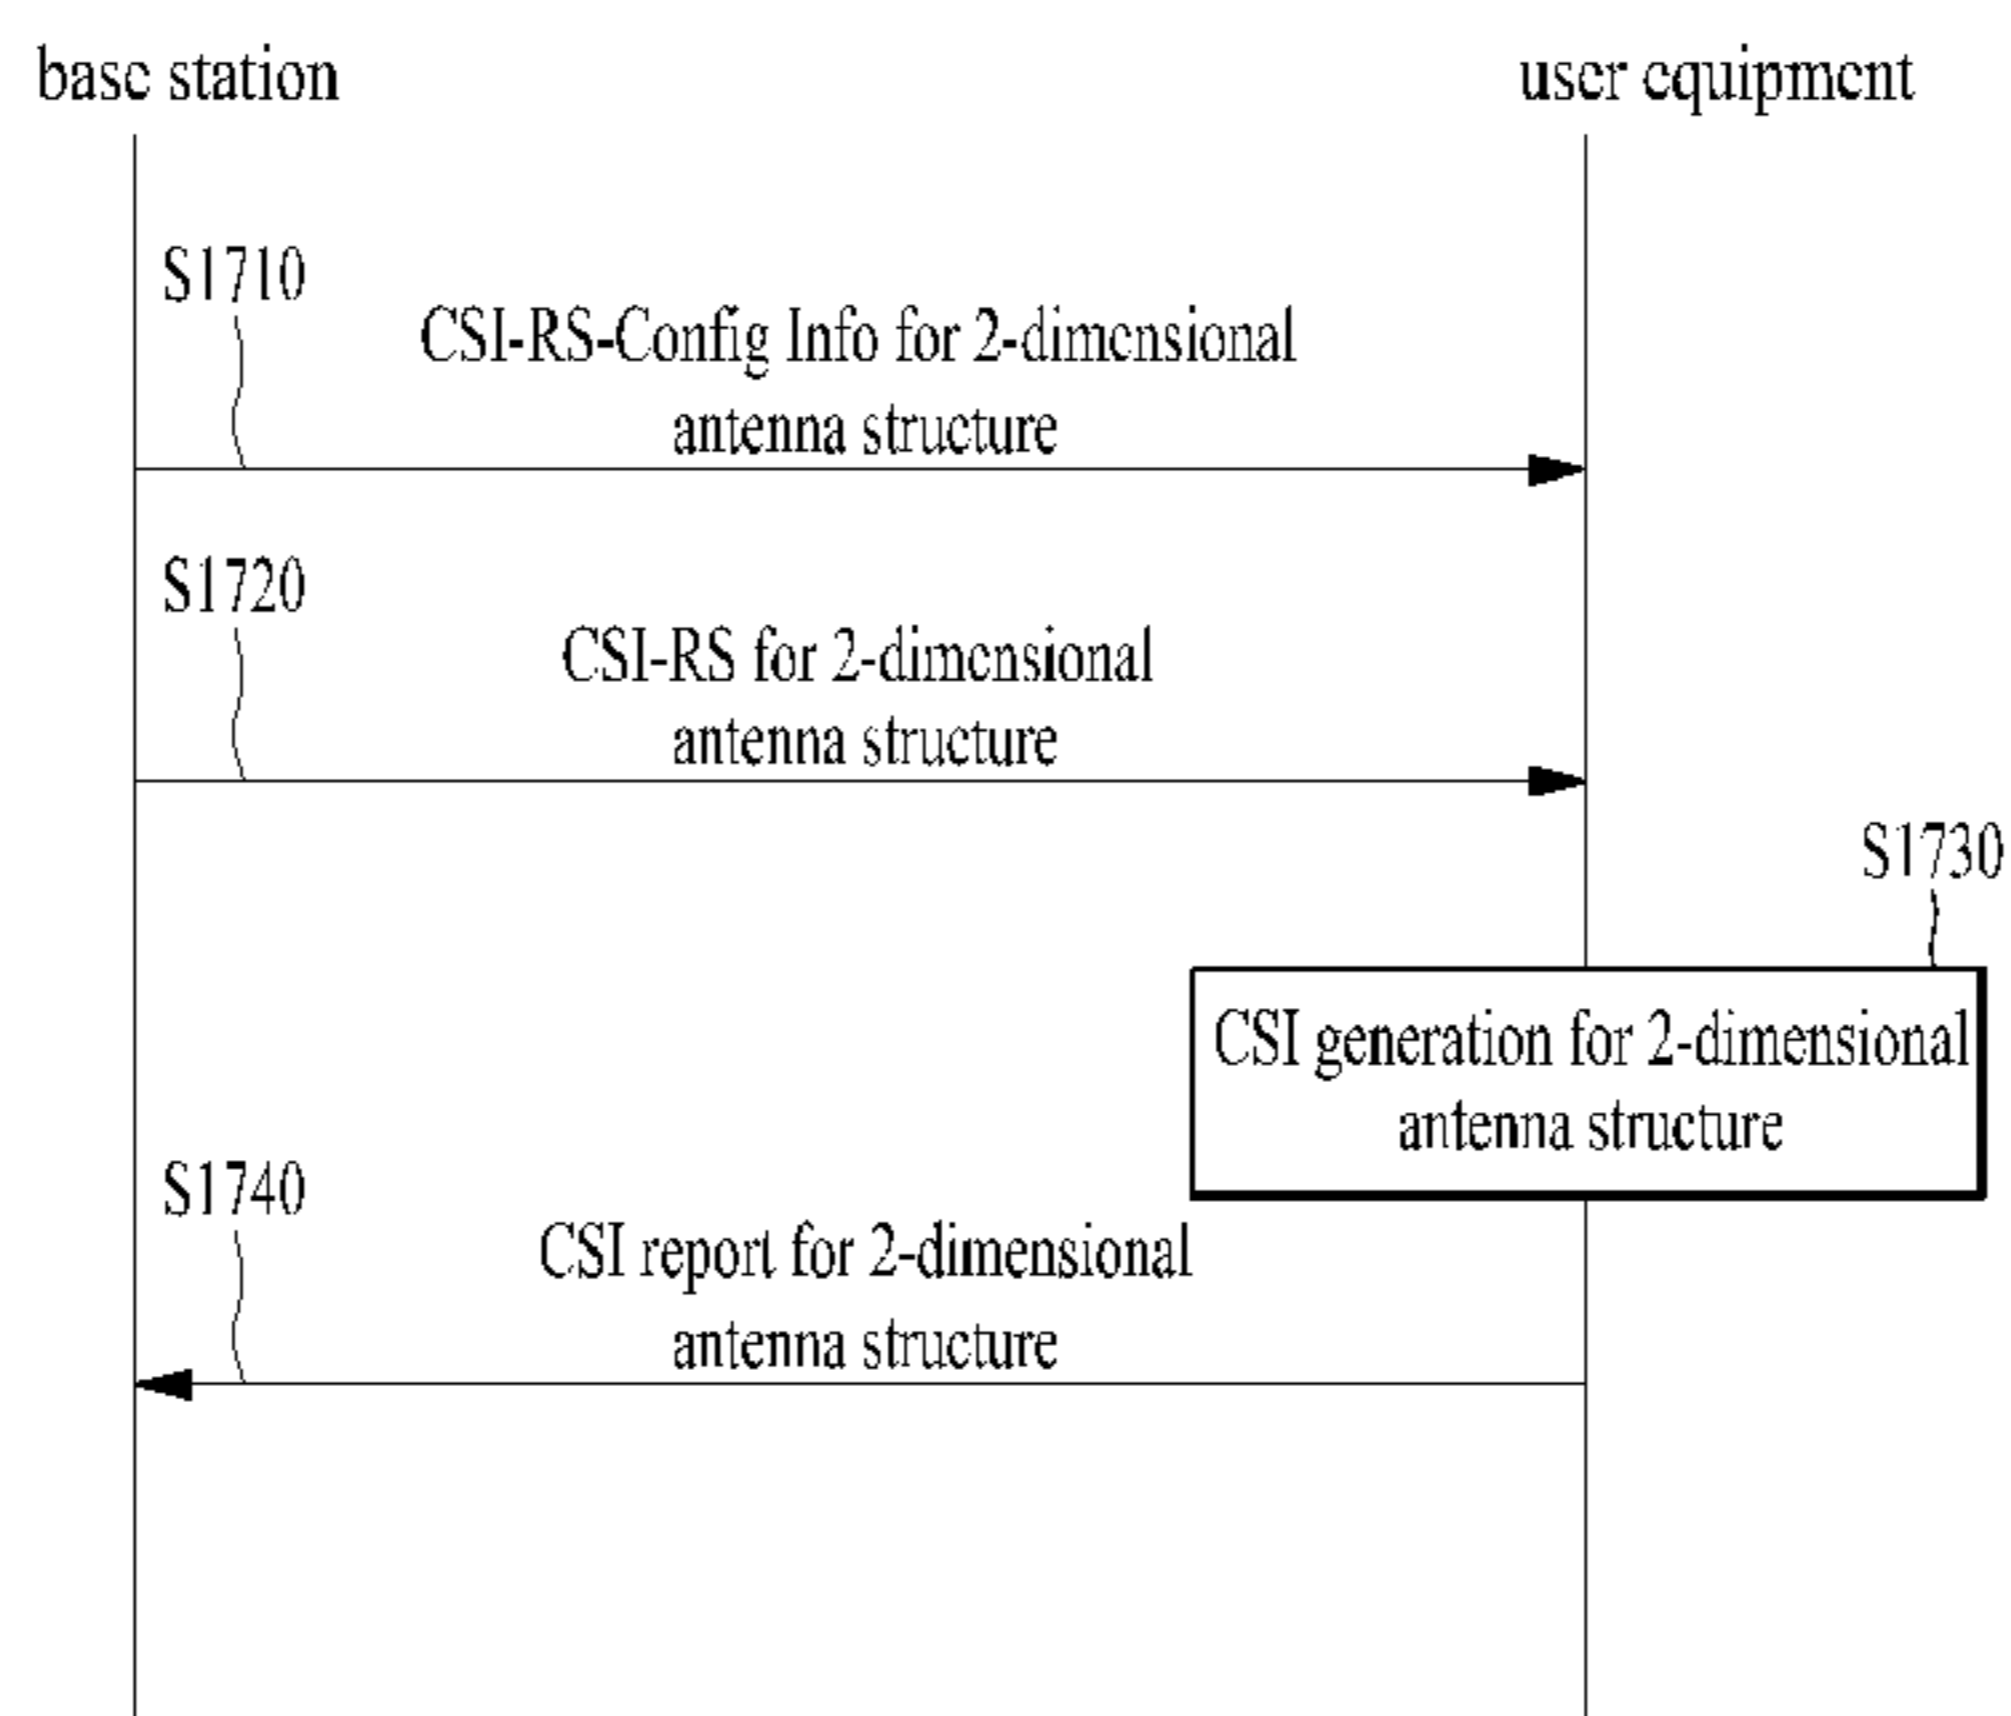 base station
user equipment
S1710
CSI-RS-Config Info for 2-dimensional
antenna structure
S1720
CSI-RS for 2-dimensional
antenna structure
S1730
CSI generation for 2-dimensional
antenna structure
S1740
CSI report for 2-dimensional
antenna structure